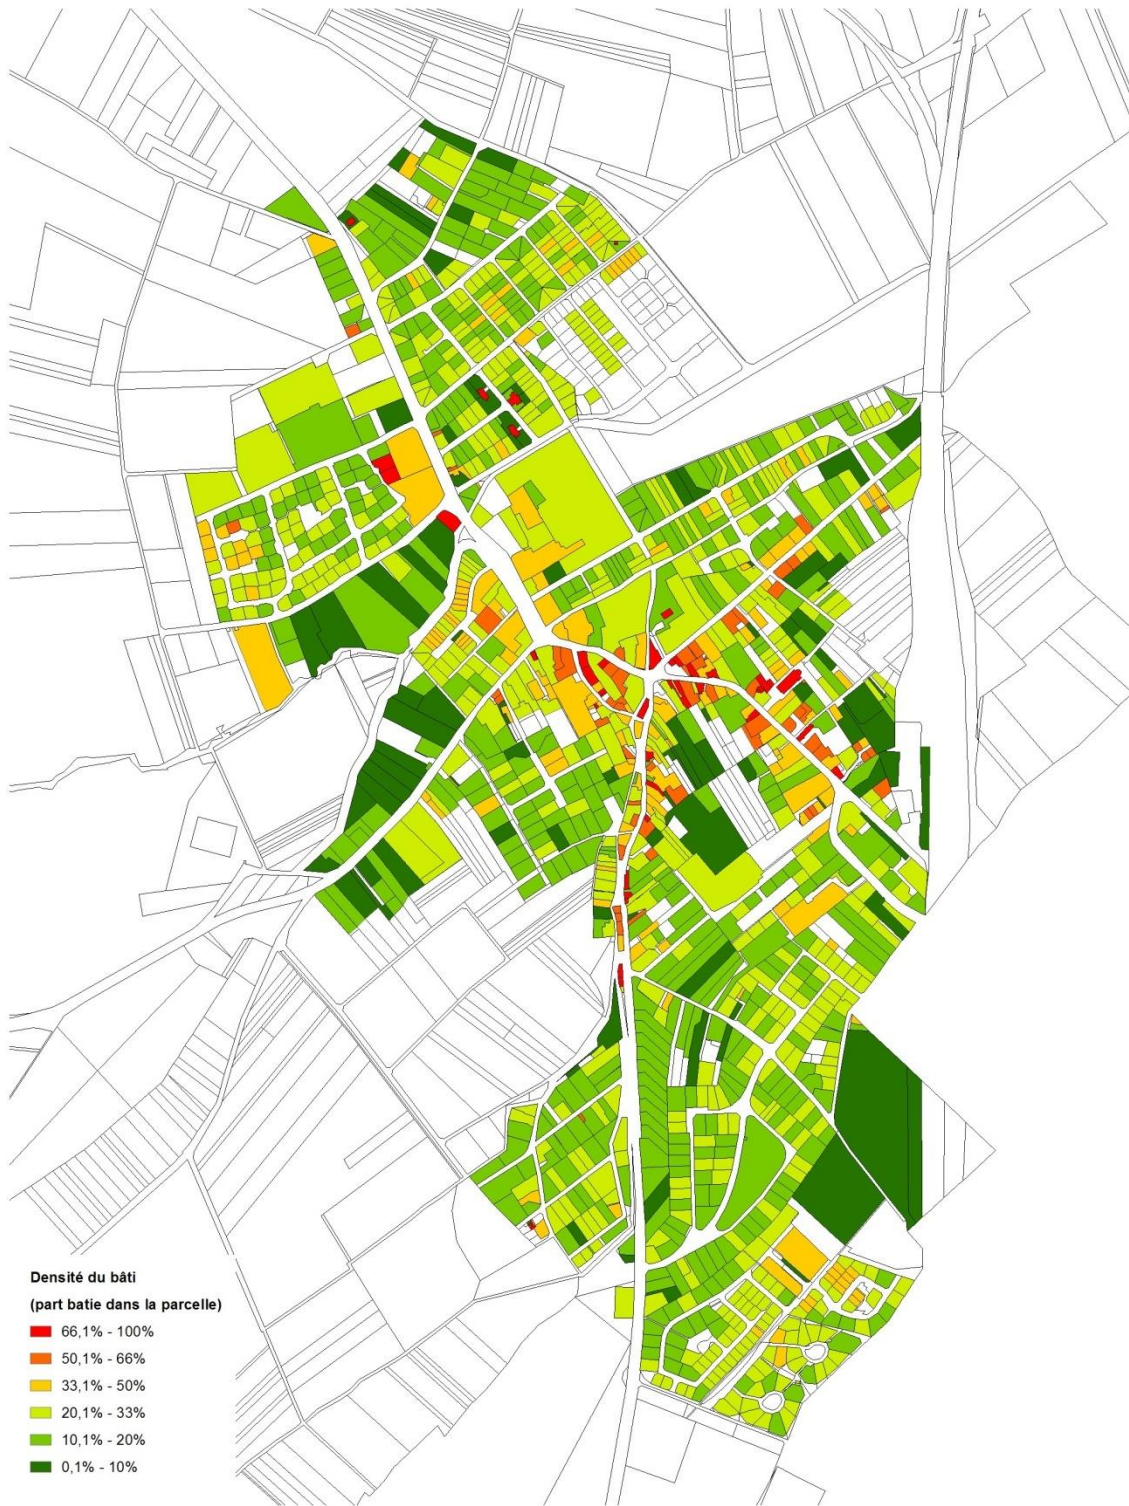 Densité du bâti
(part batie dans la parcelle)
66,1% - 100%
50,1% - 66%
33,1% - 50%
20,1% - 33%
10,1% - 20%
0,1% - 10%